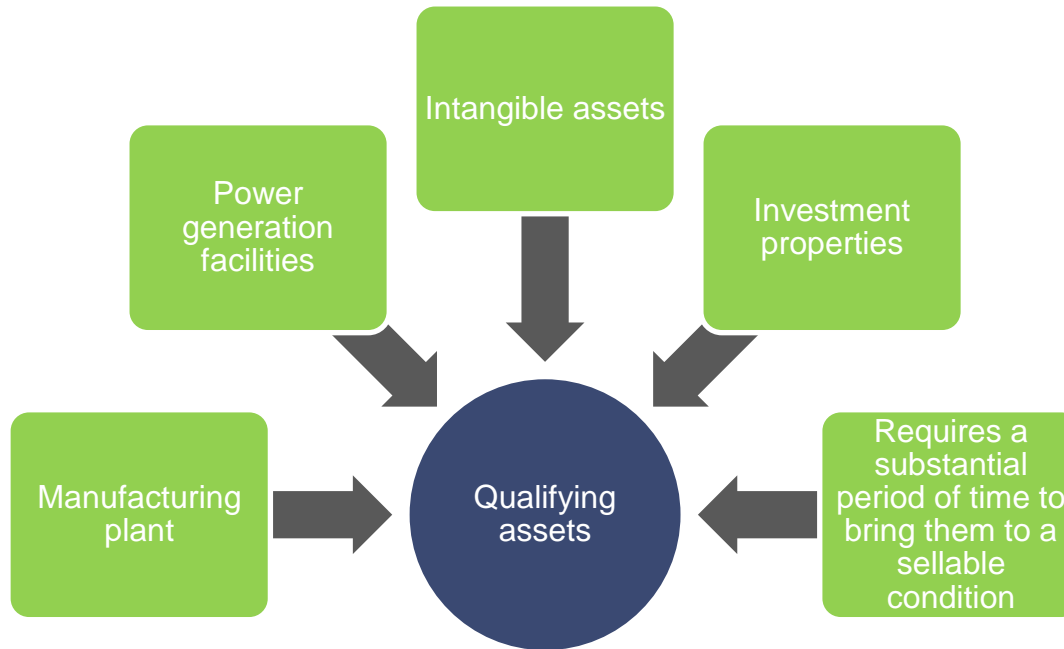 Intangible assets
Power
generation
facilities
Investment
properties
Manufacturing
plant
Qualifying
assets
Requires a
substantial
period of time to
bring them to a
sellable
condition